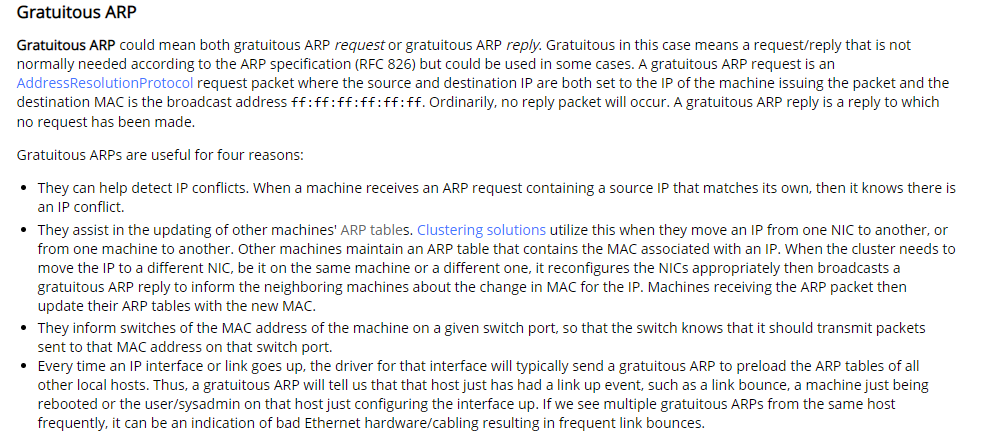 Gratuitous ARP
Gratuitous ARP could mean both gratuitous ARP request or gratuitous ARP reply. Gratuitous in this case means a request/reply that is not
normally needed according to the ARP specification (RFC 826) but could be used in some cases. A gratuitous ARP request is an
AddressResolutionProtocol request packet where the source and destination IP are both set to the IP of the machine issuing the packet and the
destination MAC is the broadcast address ff:ff:ff:ff:ff:ff. Ordinarily, no reply packet will occur. A gratuitous ARP reply is a reply to which
no request has been made.
Gratuitous ARPs are useful for four reasons:
• They can help detect IP conflicts. When a machine receives an ARP request containing a source IP that matches its own, then it knows there is
an IP conflict.
• They assist in the updating of other machines' ARP tables. Clustering solutions utilize this when they move an IP from one NIC to another, or
from one machine to another. Other machines maintain an ARP table that contains the MAC associated with an IP. When the cluster needs to
move the IP to a different NIC, be it on the same machine or a different one, it reconfigures the NICs appropriately then broadcasts a
gratuitous ARP reply to inform the neighboring machines about the change in MAC for the IP. Machines receiving the ARP packet then
update their ARP tables with the new MAC.
• They inform switches of the MAC address of the machine on a given switch port, so that the switch knows that it should transmit packets
sent to that MAC address on that switch port.
• Every time an IP interface or link goes up, the driver for that interface will typically send a gratuitous ARP to preload the ARP tables of all
other local hosts. Thus, a gratuitous ARP will tell us that that host just has had a link up event, such as a link bounce, a machine just being
rebooted or the user/sysadmin on that host just configuring the interface up. If we see multiple gratuitous ARPs from the same host
frequently, it can be an indication of bad Ethernet hardware/cabling resulting in frequent link bounces.